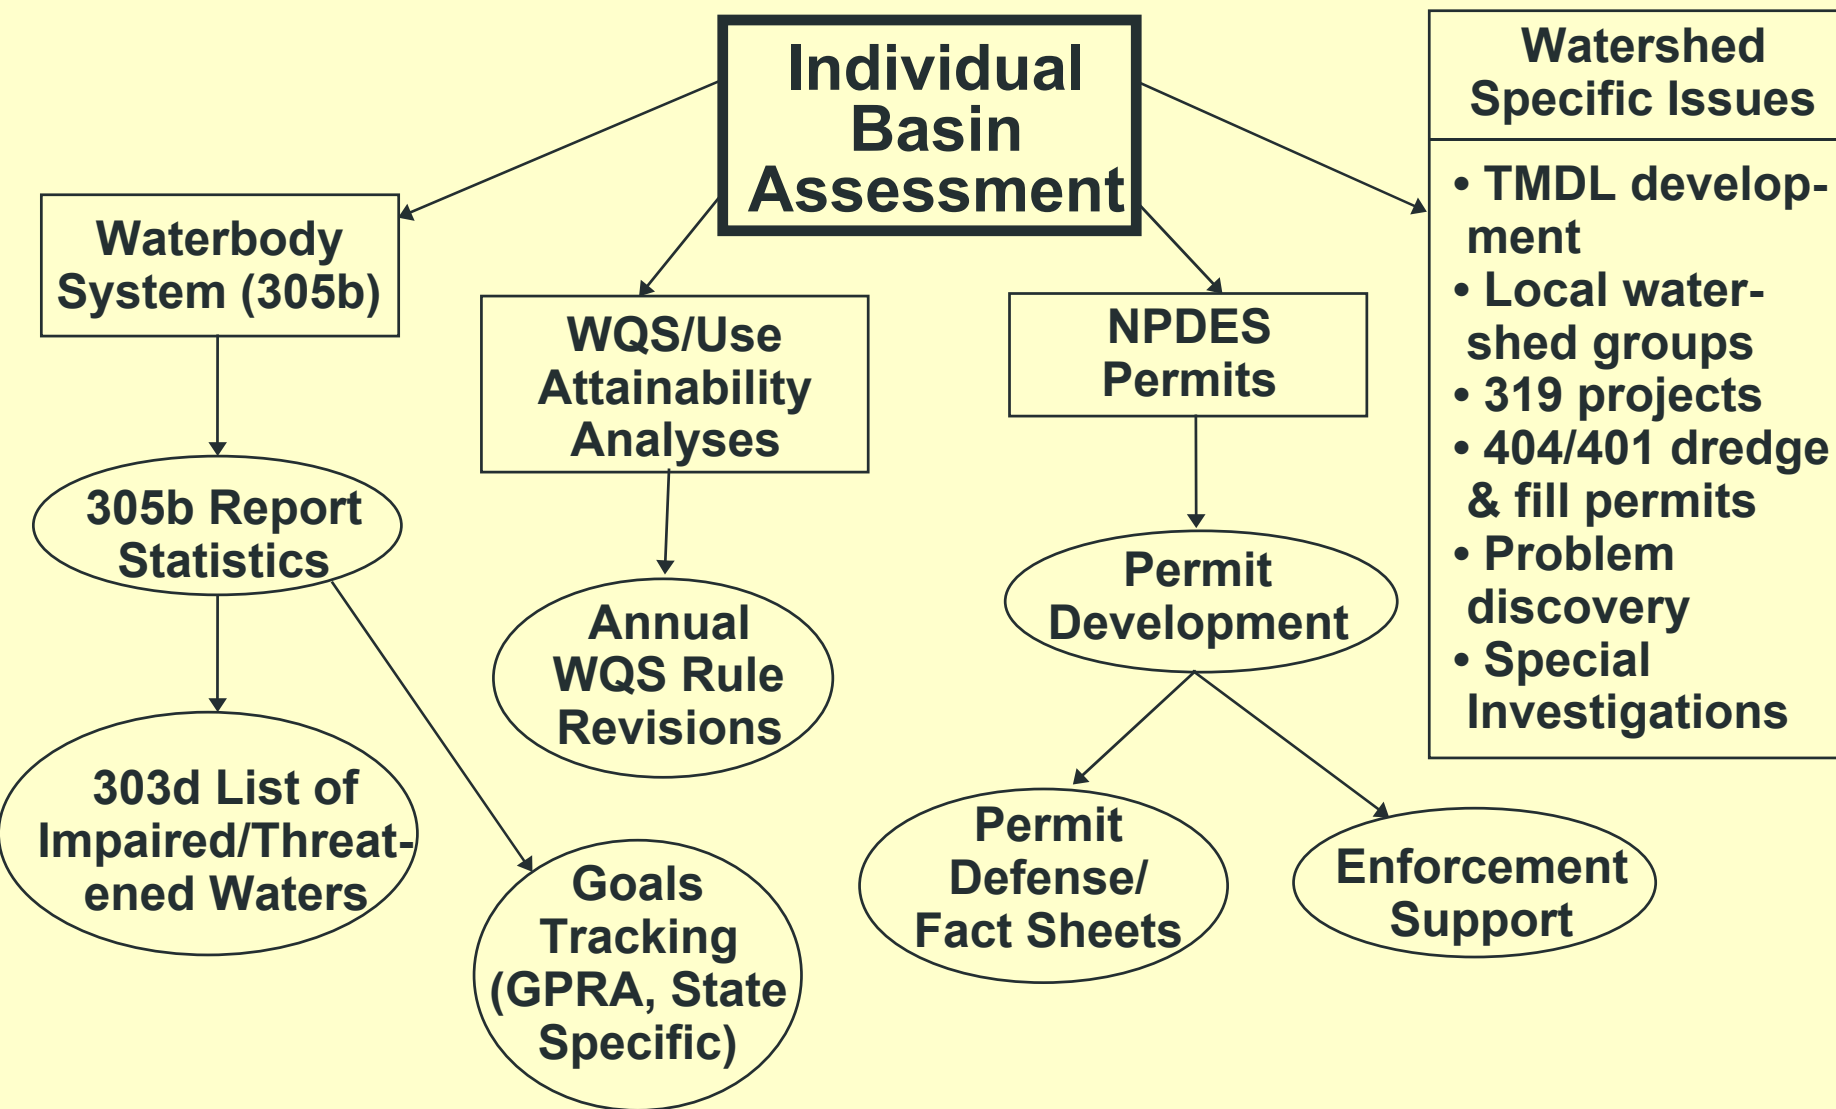 Individual
Basin
Assessment
Watershed
Specific Issues
• TMDL develop-
ment
• Local water-
shed groups
• 319 projects
• 404/401 dredge
& fill permits
• Problem
discovery
• Special
Investigations
Waterbody
System (305b)
WQS/Use
Attainability
Analyses
NPDES
Permits
305b Report
Statistics
Annual
WQS Rule
Revisions
Permit
Development
303d List of
Impaired/Threat-
ened Waters
Goals
Tracking
(GPRA, State
Specific)
Permit
Defense/
Fact Sheets
Enforcement
Support